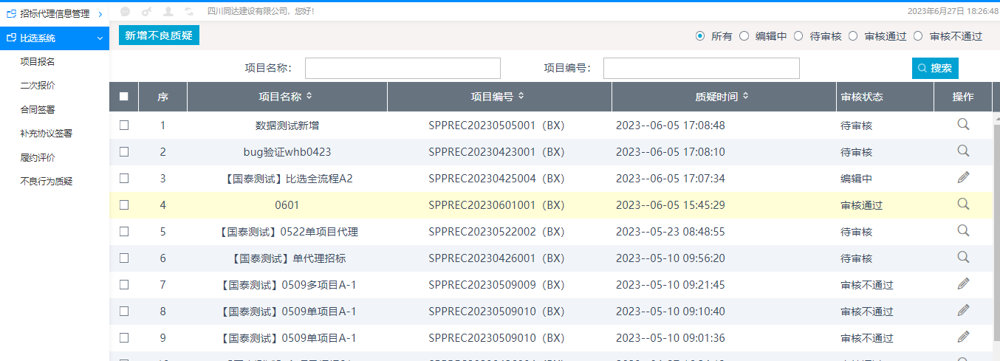 招标代理信息管理
四川同达建设有限公司，您好！
2023年6月27日 18:26:48
比选系统
项目报名
二次报价
合同签署
补充协议签署
履约评价
不良行为质疑
新增不良质疑
所有 编辑中 待审核 审核通过 审核不通过
项目名称： 项目编号： 搜索
序 项目名称 项目编号 质疑时间 审核状态 操作
1 数据测试新增 SPPREC20230505001（BX） 2023--06-05 17:08:48 待审核
2 bug验证whb0423 SPPREC20230423001（BX） 2023--06-05 17:08:10 待审核
3 【国泰测试】比选全流程A2 SPPREC20230425004（BX） 2023--06-05 17:07:34 编辑中
4 0601 SPPREC20230601001（BX） 2023--06-05 15:45:29 审核通过
5 【国泰测试】0522单项目代理 SPPREC20230522002（BX） 2023--05-23 08:48:55 待审核
6 【国泰测试】单代理招标 SPPREC20230426001（BX） 2023--05-10 09:56:20 待审核
7 【国泰测试】0509多项目A-1 SPPREC20230509009（BX） 2023--05-10 09:21:45 审核不通过
8 【国泰测试】0509单项目A-1 SPPREC20230509010（BX） 2023--05-10 09:10:40 审核不通过
9 【国泰测试】0509单项目A-1 SPPREC20230509010（BX） 2023--05-10 09:01:36 审核不通过